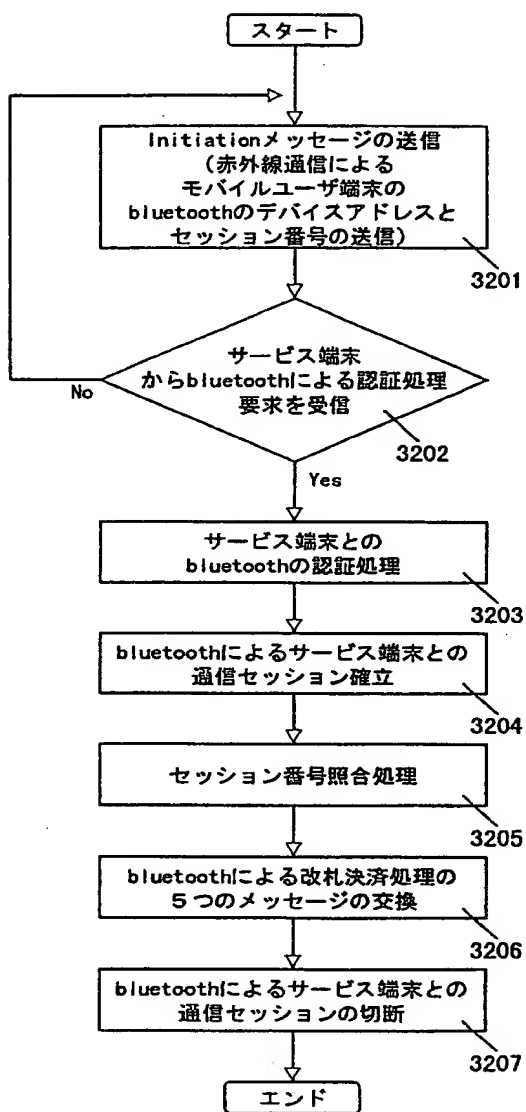 スタート
Initiationメッセージの送信
(赤外線通信による
モバイルユーザ端末の
bluetoothのデバイスアドレスと
セッション番号の送信)
3201
サービス端末
からbluetoothによる認証処理
要求を受信
No
3202
Yes
サービス端末との
bluetoothの認証処理
3203
bluetoothによるサービス端末との
通信セッション確立
3204
セッション番号照合処理
3205
bluetoothによる改札決済処理の
5つのメッセージの交換
3206
bluetoothによるサービス端末との
通信セッションの切断
3207
エンド